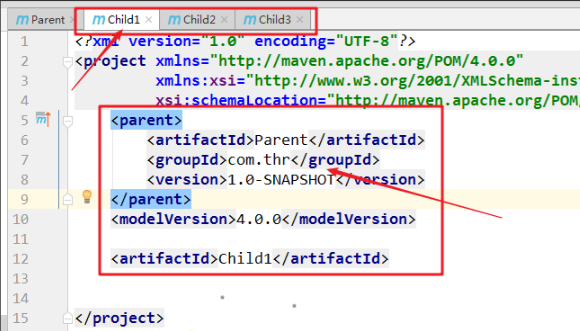 Parent × Child1 × Child2 × Child3 ×
1 <?xml version="1.0" encoding="UTF-8"?>
2 <project xmlns="http://maven.apache.org/POM/4.0.0"
3 xmlns:xsi="http://www.w3.org/2001/XMLSchema-ins
4 xsi:schemaLocation="http://maven.apache.org/POM/
5 <parent>
6 <artifactId>Parent</artifactId>
7 <groupId>com.thr</groupId>
8 <version>1.0-SNAPSHOT</version>
9 </parent>
10 <modelVersion>4.0.0</modelVersion>
11
12 <artifactId>Child1</artifactId>
13
14
15 </project>